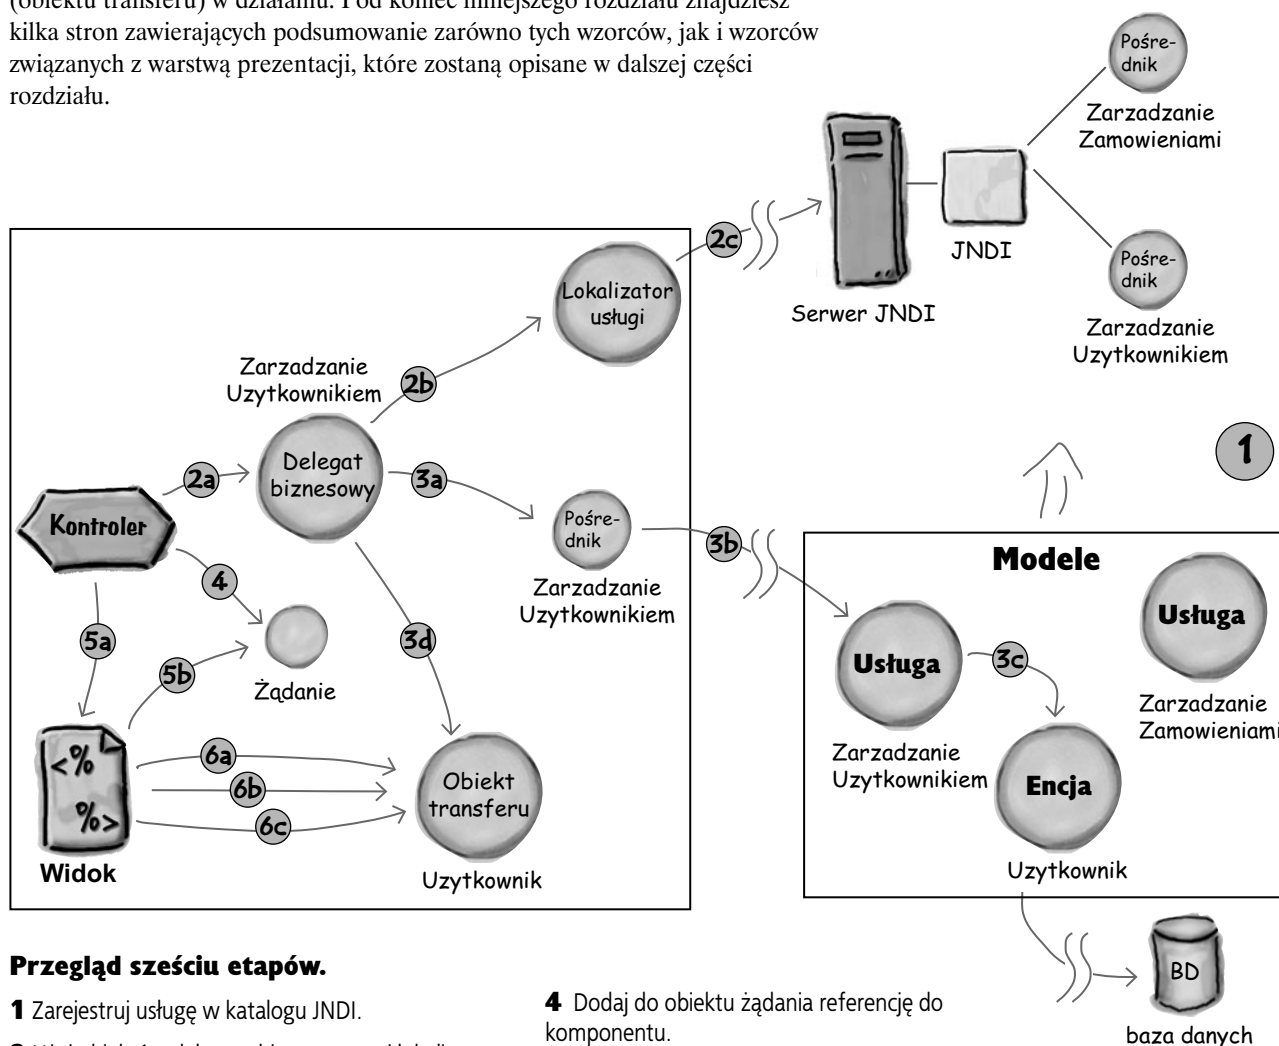 (obiektu transferu) w działaniu. Pod koniec niniejszego rozdziału znajdziesz
kilka stron zawierających podsumowanie zarówno tych wzorców, jak i wzorców
związanych z warstwą prezentacji, które zostaną opisane w dalszej części
rozdziału.
Pośre-
dnik
Zarzadzanie
Zamowieniami
JNDI
Serwer JNDI
Pośre-
dnik
Zarzadzanie
Uzytkownikiem
2c
Lokalizator
usługi
Zarzadzanie
Uzytkownikiem
2b
Delegat
biznesowy
2a
3a
Kontroler
Pośre-
dnik
Zarzadzanie
Uzytkownikiem
3b
4
3d
5a
5b
Żądanie
<%
%>
Widok
6a
6b
6c
Obiekt
transferu
Uzytkownik
1
Modele
Usługa
Zarzadzanie
Zamowieniami
Usługa
3c
Zarzadzanie
Uzytkownikiem
Encja
Uzytkownik
BD
baza danych
Przegląd sześciu etapów.
1 Zarejestruj usługę w katalogu JNDI.
4 Dodaj do obiektu żądania referencję do
komponentu.